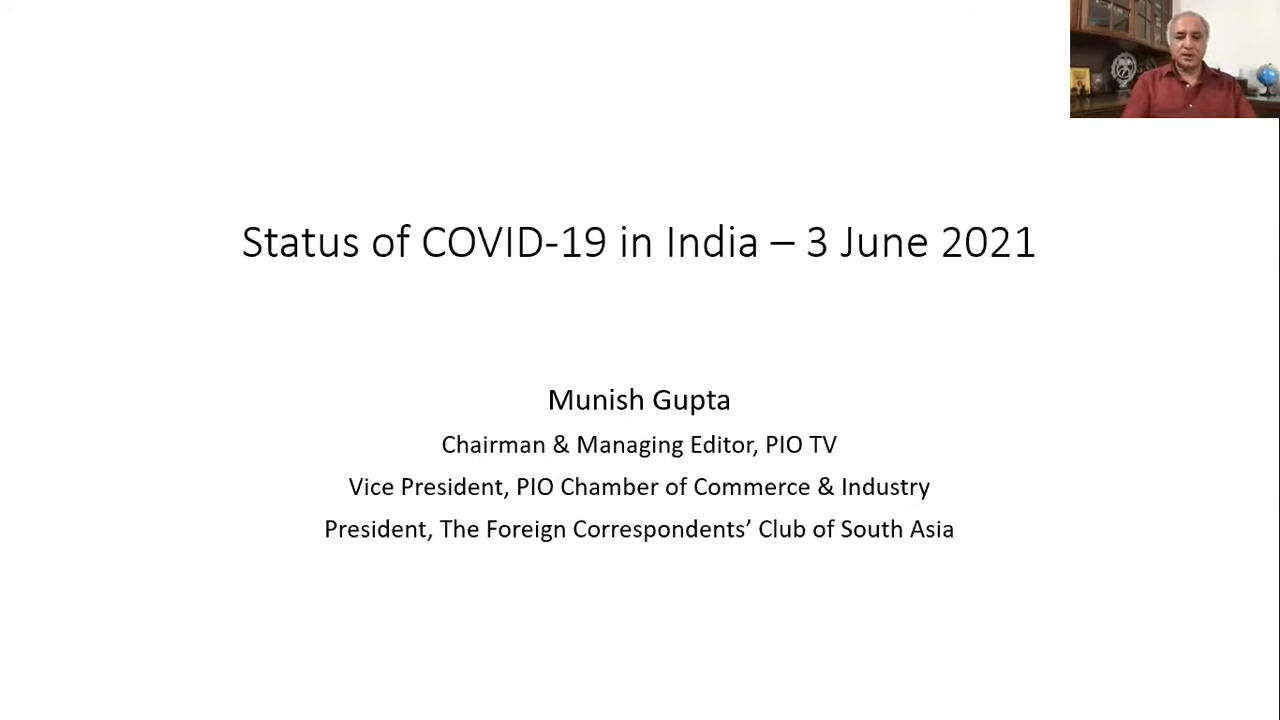 Status of COVID-19 in India – 3 June 2021
Munish Gupta
Chairman & Managing Editor, PIO TV
Vice President, PIO Chamber of Commerce & Industry
President, The Foreign Correspondents’ Club of South Asia